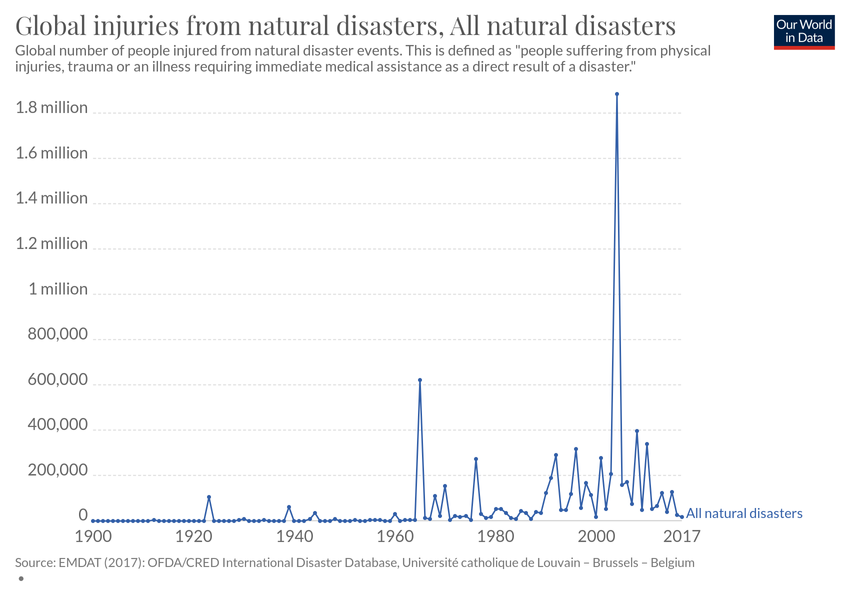 Global injuries from natural disasters, All natural disasters
Our World
in Data
Global number of people injured from natural disaster events. This is defined as "people suffering from physical
injuries, trauma or an illness requiring immediate medical assistance as a direct result of a disaster."
1.8 million
1.6 million
1.4 million
1.2 million
1 million
800,000
600,000
400,000
200,000
0
All natural disasters
1900
1920
1940
1960
1980
2000
2017
Source: EMDAT (2017): OFDA/CRED International Disaster Database, Université catholique de Louvain – Brussels – Belgium
•